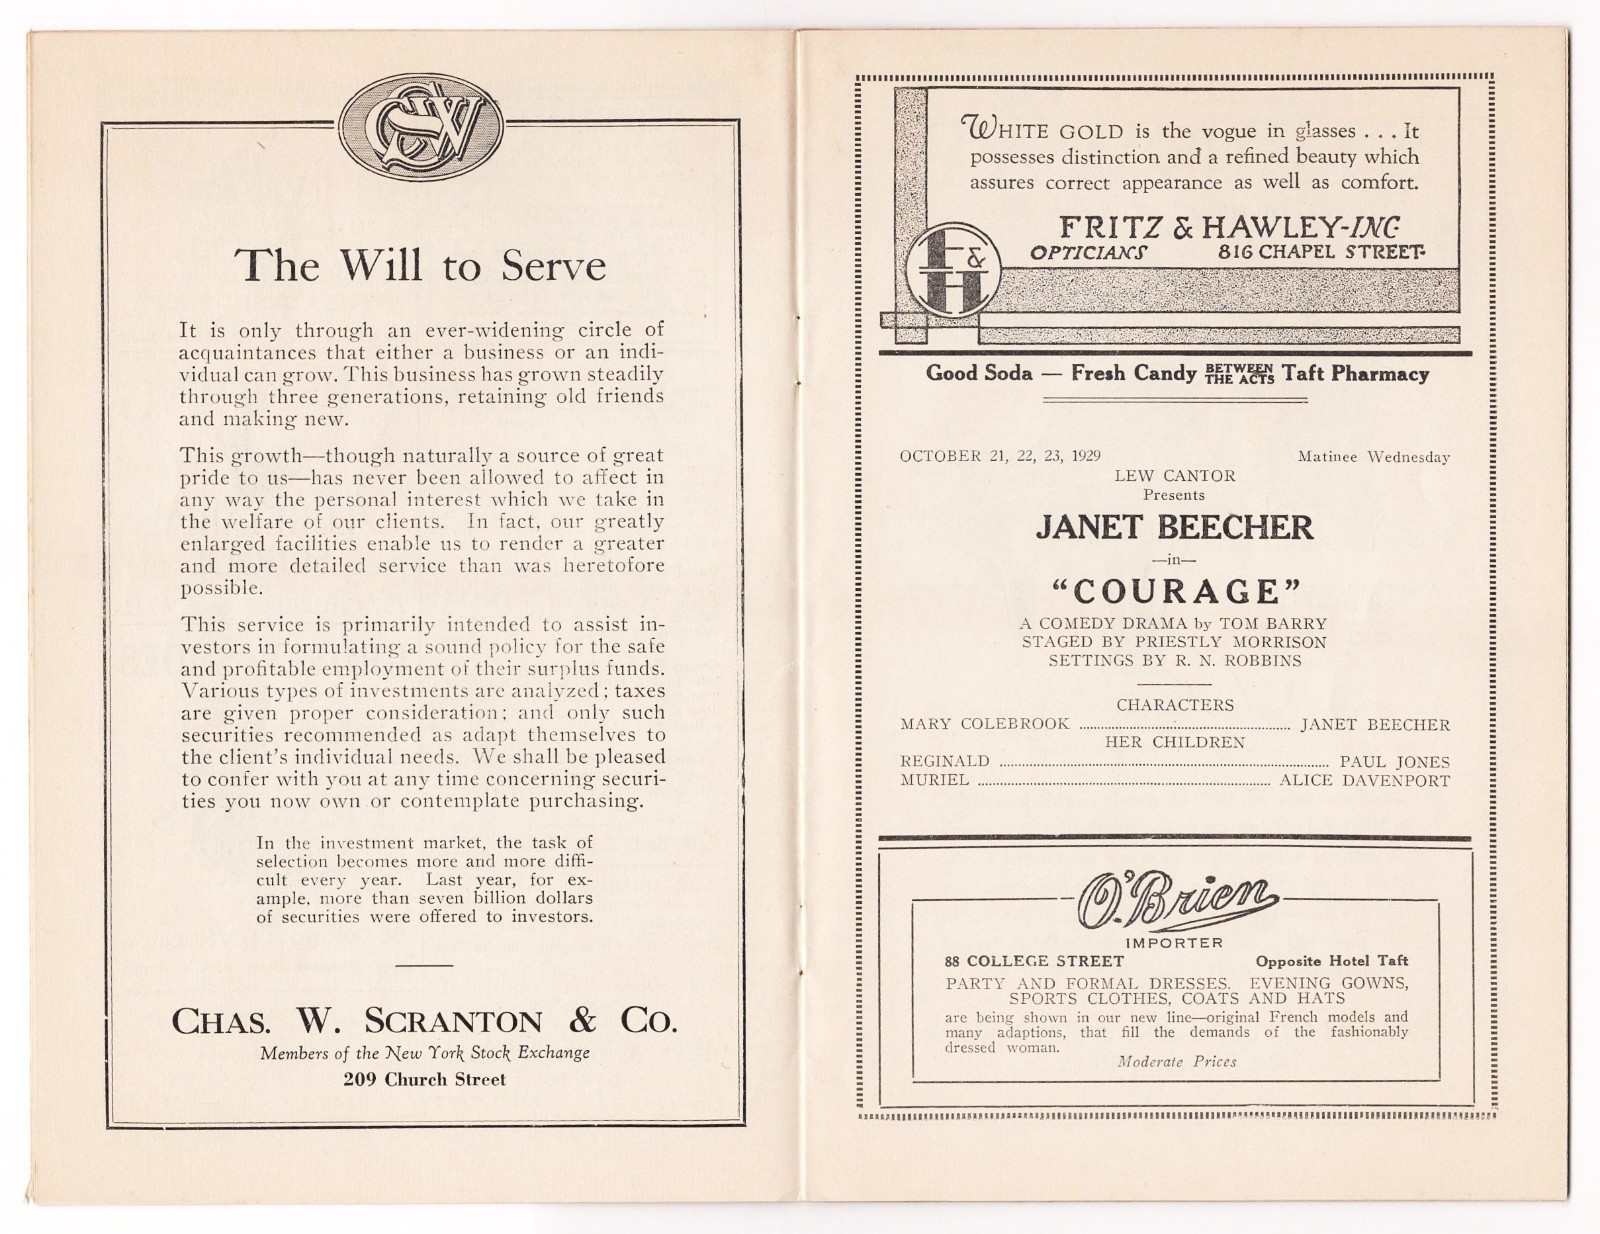 CSW
The Will to Serve
It is only through an ever-widening circle of
acquaintances that either a business or an indi-
vidual can grow. This business has grown steadily
through three generations, retaining old friends
and making new.
This growth—though naturally a source of great
pride to us—has never been allowed to affect in
any way the personal interest which we take in
the welfare of our clients. In fact, our greatly
enlarged facilities enable us to render a greater
and more detailed service than was heretofore
possible.
This service is primarily intended to assist in-
vestors in formulating a sound policy for the safe
and profitable employment of their surplus funds.
Various types of investments are analyzed; taxes
are given proper consideration; and only such
securities recommended as adapt themselves to
the client's individual needs. We shall be pleased
to confer with you at any time concerning securi-
ties you now own or contemplate purchasing.
In the investment market, the task of
selection becomes more and more diffi-
cult every year. Last year, for ex-
ample, more than seven billion dollars
of securities were offered to investors.
CHAS. W. SCRANTON & CO.
Members of the New York Stock Exchange
209 Church Street
WHITE GOLD is the vogue in glasses . . . It
possesses distinction and a refined beauty which
assures correct appearance as well as comfort.
FRITZ & HAWLEY-INC
OPTICIANS 816 CHAPEL STREET-
F & H
Good Soda — Fresh Candy BETWEEN THE ACTS Taft Pharmacy
OCTOBER 21, 22, 23, 1929 Matinee Wednesday
LEW CANTOR
Presents
JANET BEECHER
—in—
"COURAGE"
A COMEDY DRAMA by TOM BARRY
STAGED BY PRIESTLY MORRISON
SETTINGS BY R. N. ROBBINS
CHARACTERS
MARY COLEBROOK ........ JANET BEECHER
HER CHILDREN
REGINALD ........ PAUL JONES
MURIEL ........ ALICE DAVENPORT
O'Brien
IMPORTER
88 COLLEGE STREET Opposite Hotel Taft
PARTY AND FORMAL DRESSES. EVENING GOWNS,
SPORTS CLOTHES, COATS AND HATS
are being shown in our new line—original French models and
many adaptions, that fill the demands of the fashionably
dressed woman.
Moderate Prices